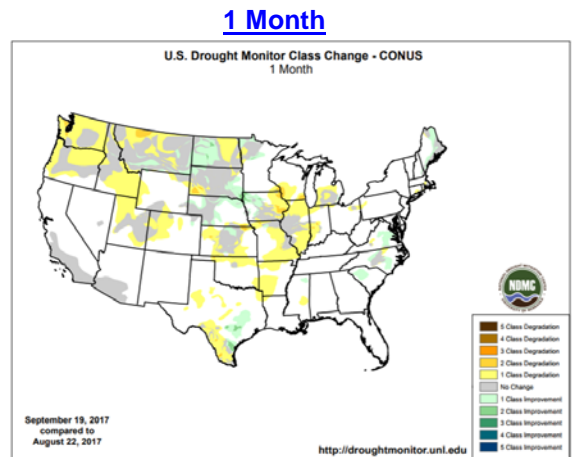 1 Month
U.S. Drought Monitor Class Change - CONUS
1 Month
NDMC
5 Class Degradation
4 Class Degradation
3 Class Degradation
2 Class Degradation
1 Class Degradation
No Change
1 Class Improvement
2 Class Improvement
3 Class Improvement
4 Class Improvement
5 Class Improvement
September 19, 2017
compared to
August 22, 2017
http://droughtmonitor.unl.edu